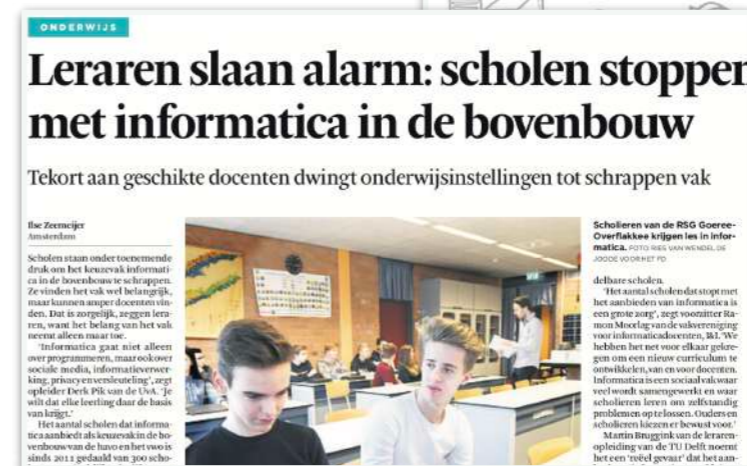 ONDERWIJS
Leraren slaan alarm: scholen stoppen
met informatica in de bovenbouw
Tekort aan geschikte docenten dwingt onderwijsinstellingen tot schrappen vak
Ilse Zeemeijer
Amsterdam
Scholen staan onder toenemende
druk om het keuzevak informati-
ca in de bovenbouw te schrappen.
Ze vinden het vak wel belangrijk,
maar kunnen amper docenten vin-
den. Dat is zorgelijk, zeggen lera-
ren, want het belang van het vak
neemt alleen maar toe.
'Informatica gaat niet alleen
over programmeren, maar ook over
sociale media, informatieverwer-
king, privacy en versleuteling', zegt
opleider Derk Pik van de UvA. 'Je
wilt dat elke leerling daar de basis
van krijgt.'
Het aantal scholen dat informa-
tica aanbiedt als keuzevak in de bo-
venbouw van de havo en het vwo is
sinds 2011 gedaald van 300 scho-
Scholieren van de RSG Goeree-
Overflakkee krijgen les in infor-
matica. FOTO RIES VAN WENDEL DE
JOODE VOOR HET FD
delbare scholen.
'Het aantal scholen dat stopt met
het aanbieden van informatica is
een grote zorg', zegt voorzitter Ra-
mon Moorlag van de vakvereniging
voor informaticadocenten, I&I. 'We
hebben het net voor elkaar gekre-
gen om een nieuw curriculum te
ontwikkelen, van en voor docenten.
Informatica is een sociaal vak waar
veel wordt samengewerkt en waar
scholieren leren om zelfstandig
problemen op te lossen. Ouders en
scholieren kiezen er bewust voor.'
Martin Bruggink van de leraren-
opleiding van de TU Delft noemt
het een 'reëel gevaar' dat het aan-